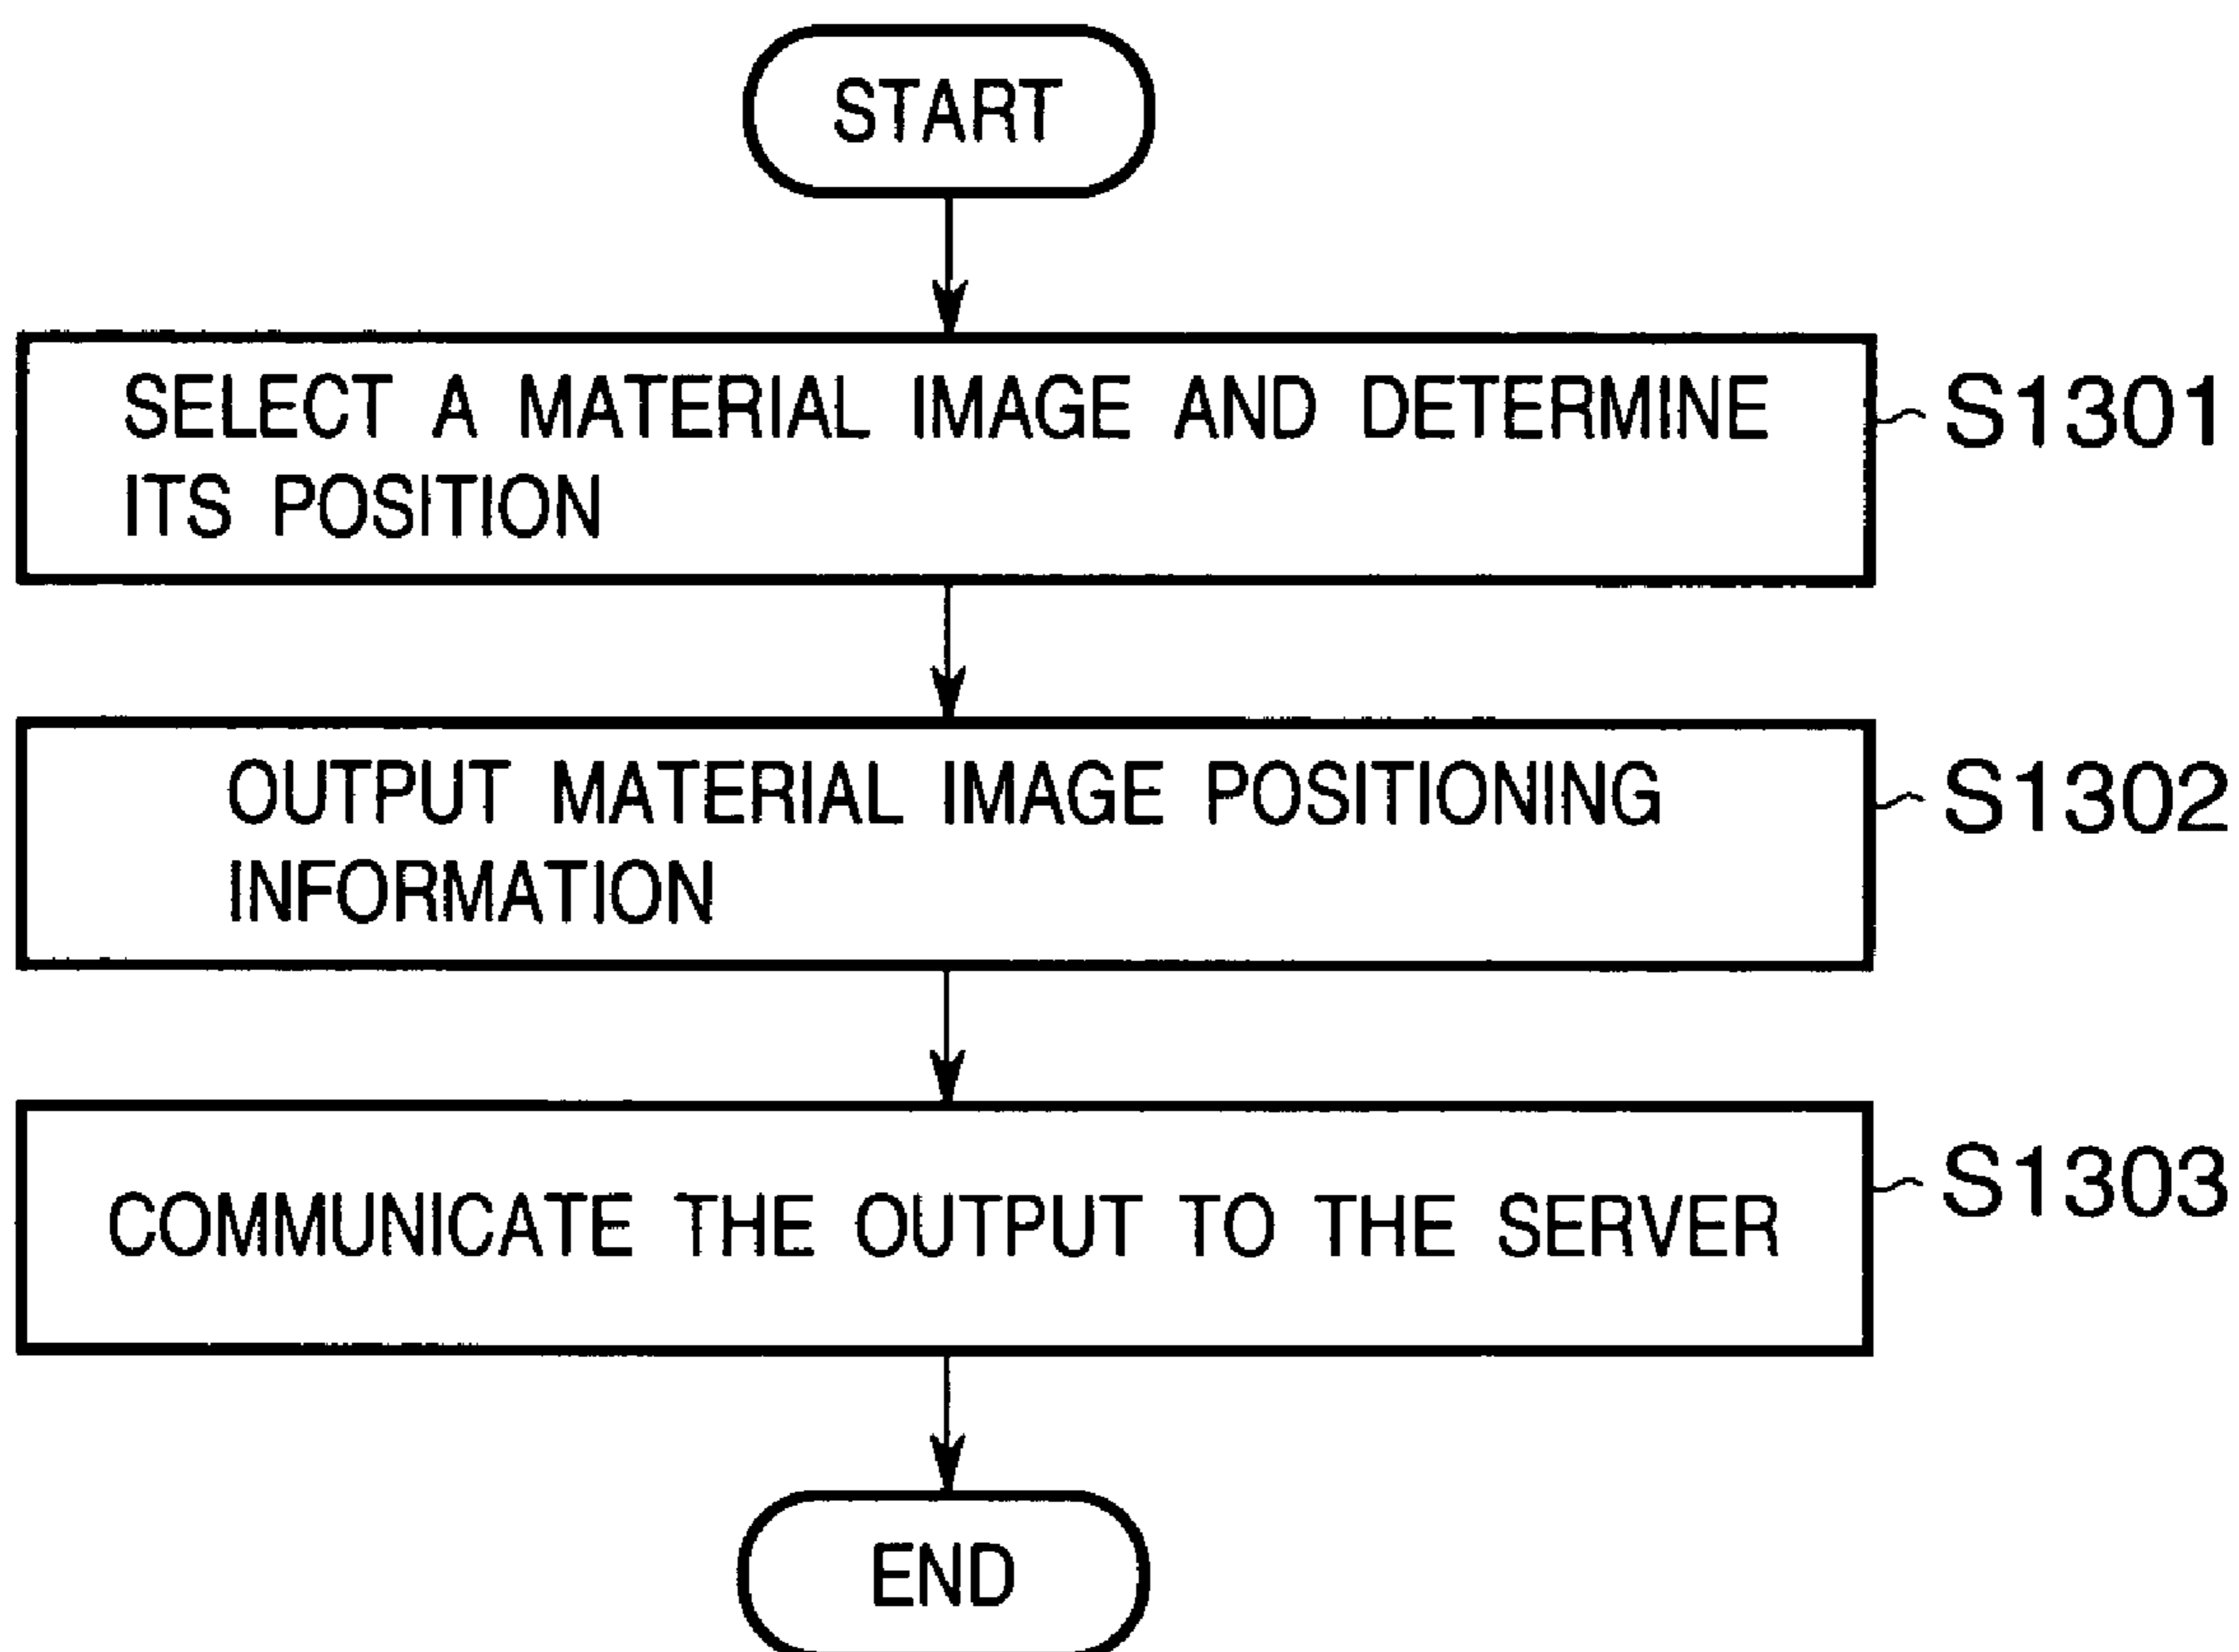 START
SELECT A MATERIAL IMAGE AND DETERMINE
ITS POSITION
S1301
OUTPUT MATERIAL IMAGE POSITIONING
INFORMATION
S1302
COMMUNICATE THE OUTPUT TO THE SERVER
S1303
END